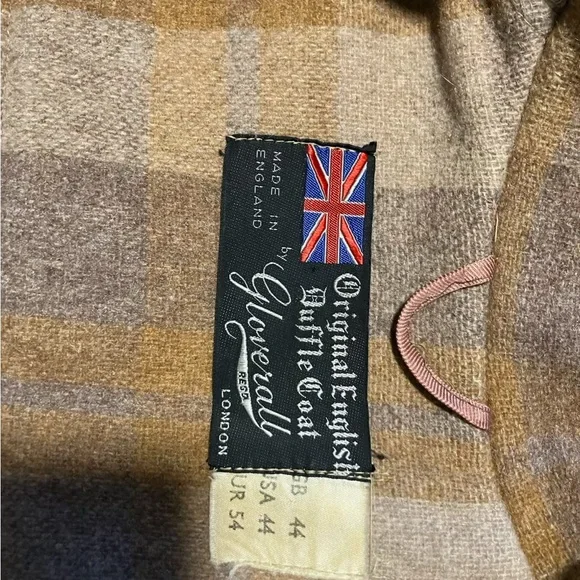 Original English
Duffle Coat
by Gloverall
REGD.
MADE IN
ENGLAND
LONDON
GB 44
USA 44
UR 54